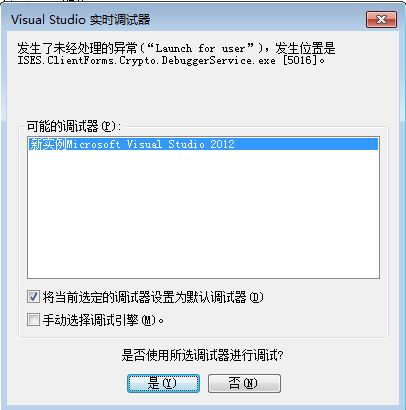 Visual Studio 实时调试器
发生了未经处理的异常(“Launch for user”)，发生位置是
ISES.ClientForms.Crypto.DebuggerService.exe [5016]。
可能的调试器(P):
新实例Microsoft Visual Studio 2012
将当前选定的调试器设置为默认调试器(D)
手动选择调试引擎(M)。
是否使用所选调试器进行调试?
是(Y)
否(N)